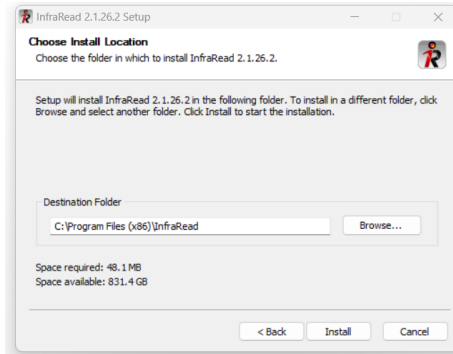 InfraRead 2.1.26.2 Setup
Choose Install Location
Choose the folder in which to install InfraRead 2.1.26.2.
Setup will install InfraRead 2.1.26.2 in the following folder. To install in a different folder, click
Browse and select another folder. Click Install to start the installation.
Destination Folder
C:\Program Files (x86)\InfraRead
Browse...
Space required: 48.1 MB
Space available: 831.4 GB
< Back Install Cancel